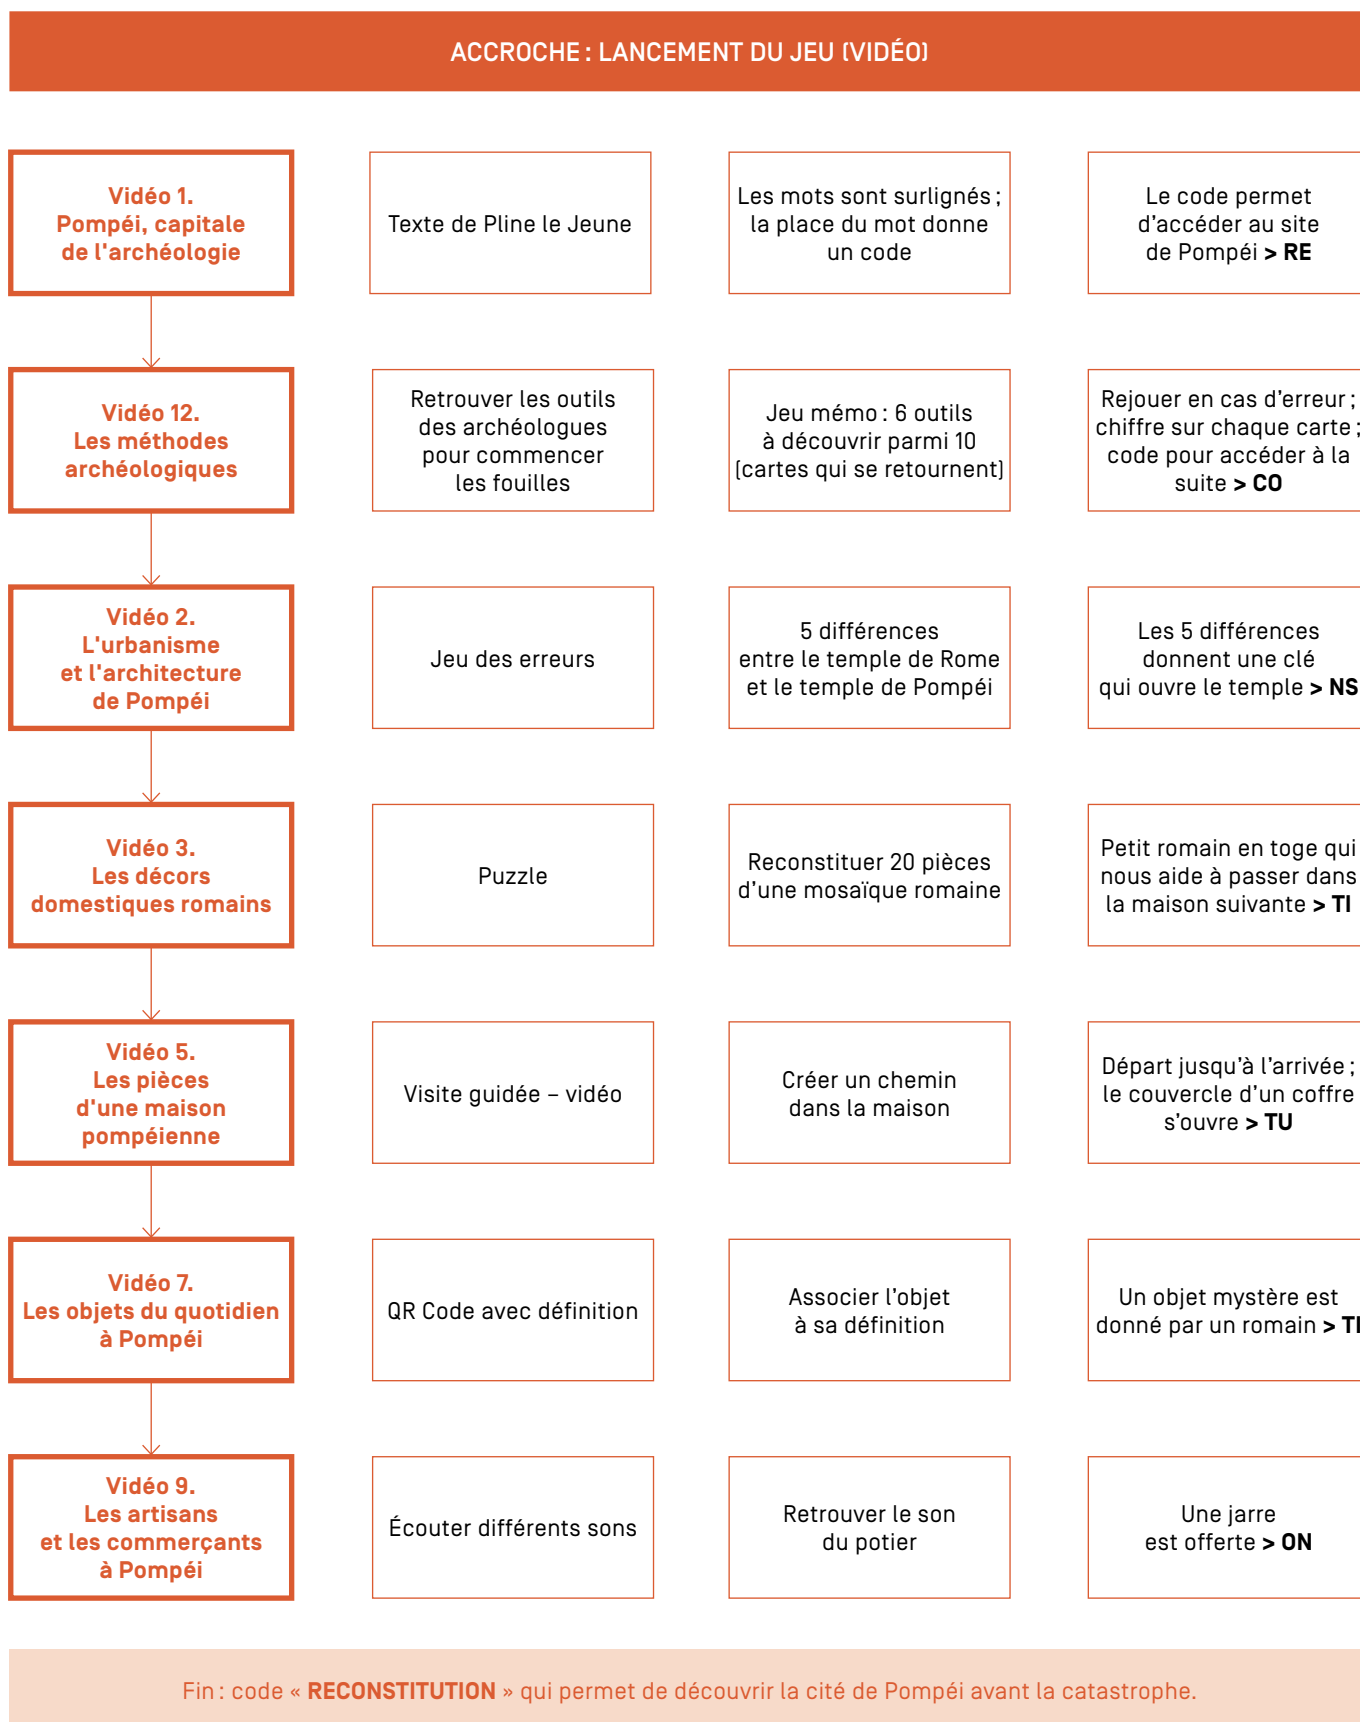 ACCROCHE : LANCEMENT DU JEU (VIDÉO)
Vidéo 1.
Pompéi, capitale
de l'archéologie
Texte de Pline le Jeune
Les mots sont surlignés ;
la place du mot donne
un code
Le code permet
d’accéder au site
de Pompéi > RE
Vidéo 12.
Les méthodes
archéologiques
Retrouver les outils
des archéologues
pour commencer
les fouilles
Jeu mémo : 6 outils
à découvrir parmi 10
(cartes qui se retournent)
Rejouer en cas d’erreur ;
chiffre sur chaque carte ;
code pour accéder à la
suite > CO
Vidéo 2.
L'urbanisme
et l'architecture
de Pompéi
Jeu des erreurs
5 différences
entre le temple de Rome
et le temple de Pompéi
Les 5 différences
donnent une clé
qui ouvre le temple > NS
Vidéo 3.
Les décors
domestiques romains
Puzzle
Reconstituer 20 pièces
d’une mosaïque romaine
Petit romain en toge qui
nous aide à passer dans
la maison suivante > TI
Vidéo 5.
Les pièces
d'une maison
pompéienne
Visite guidée – vidéo
Créer un chemin
dans la maison
Départ jusqu’à l’arrivée ;
le couvercle d’un coffre
s’ouvre > TU
Vidéo 7.
Les objets du quotidien
à Pompéi
QR Code avec définition
Associer l’objet
à sa définition
Un objet mystère est
donné par un romain > TI
Vidéo 9.
Les artisans
et les commerçants
à Pompéi
Écouter différents sons
Retrouver le son
du potier
Une jarre
est offerte > ON
Fin : code « RECONSTITUTION » qui permet de découvrir la cité de Pompéi avant la catastrophe.